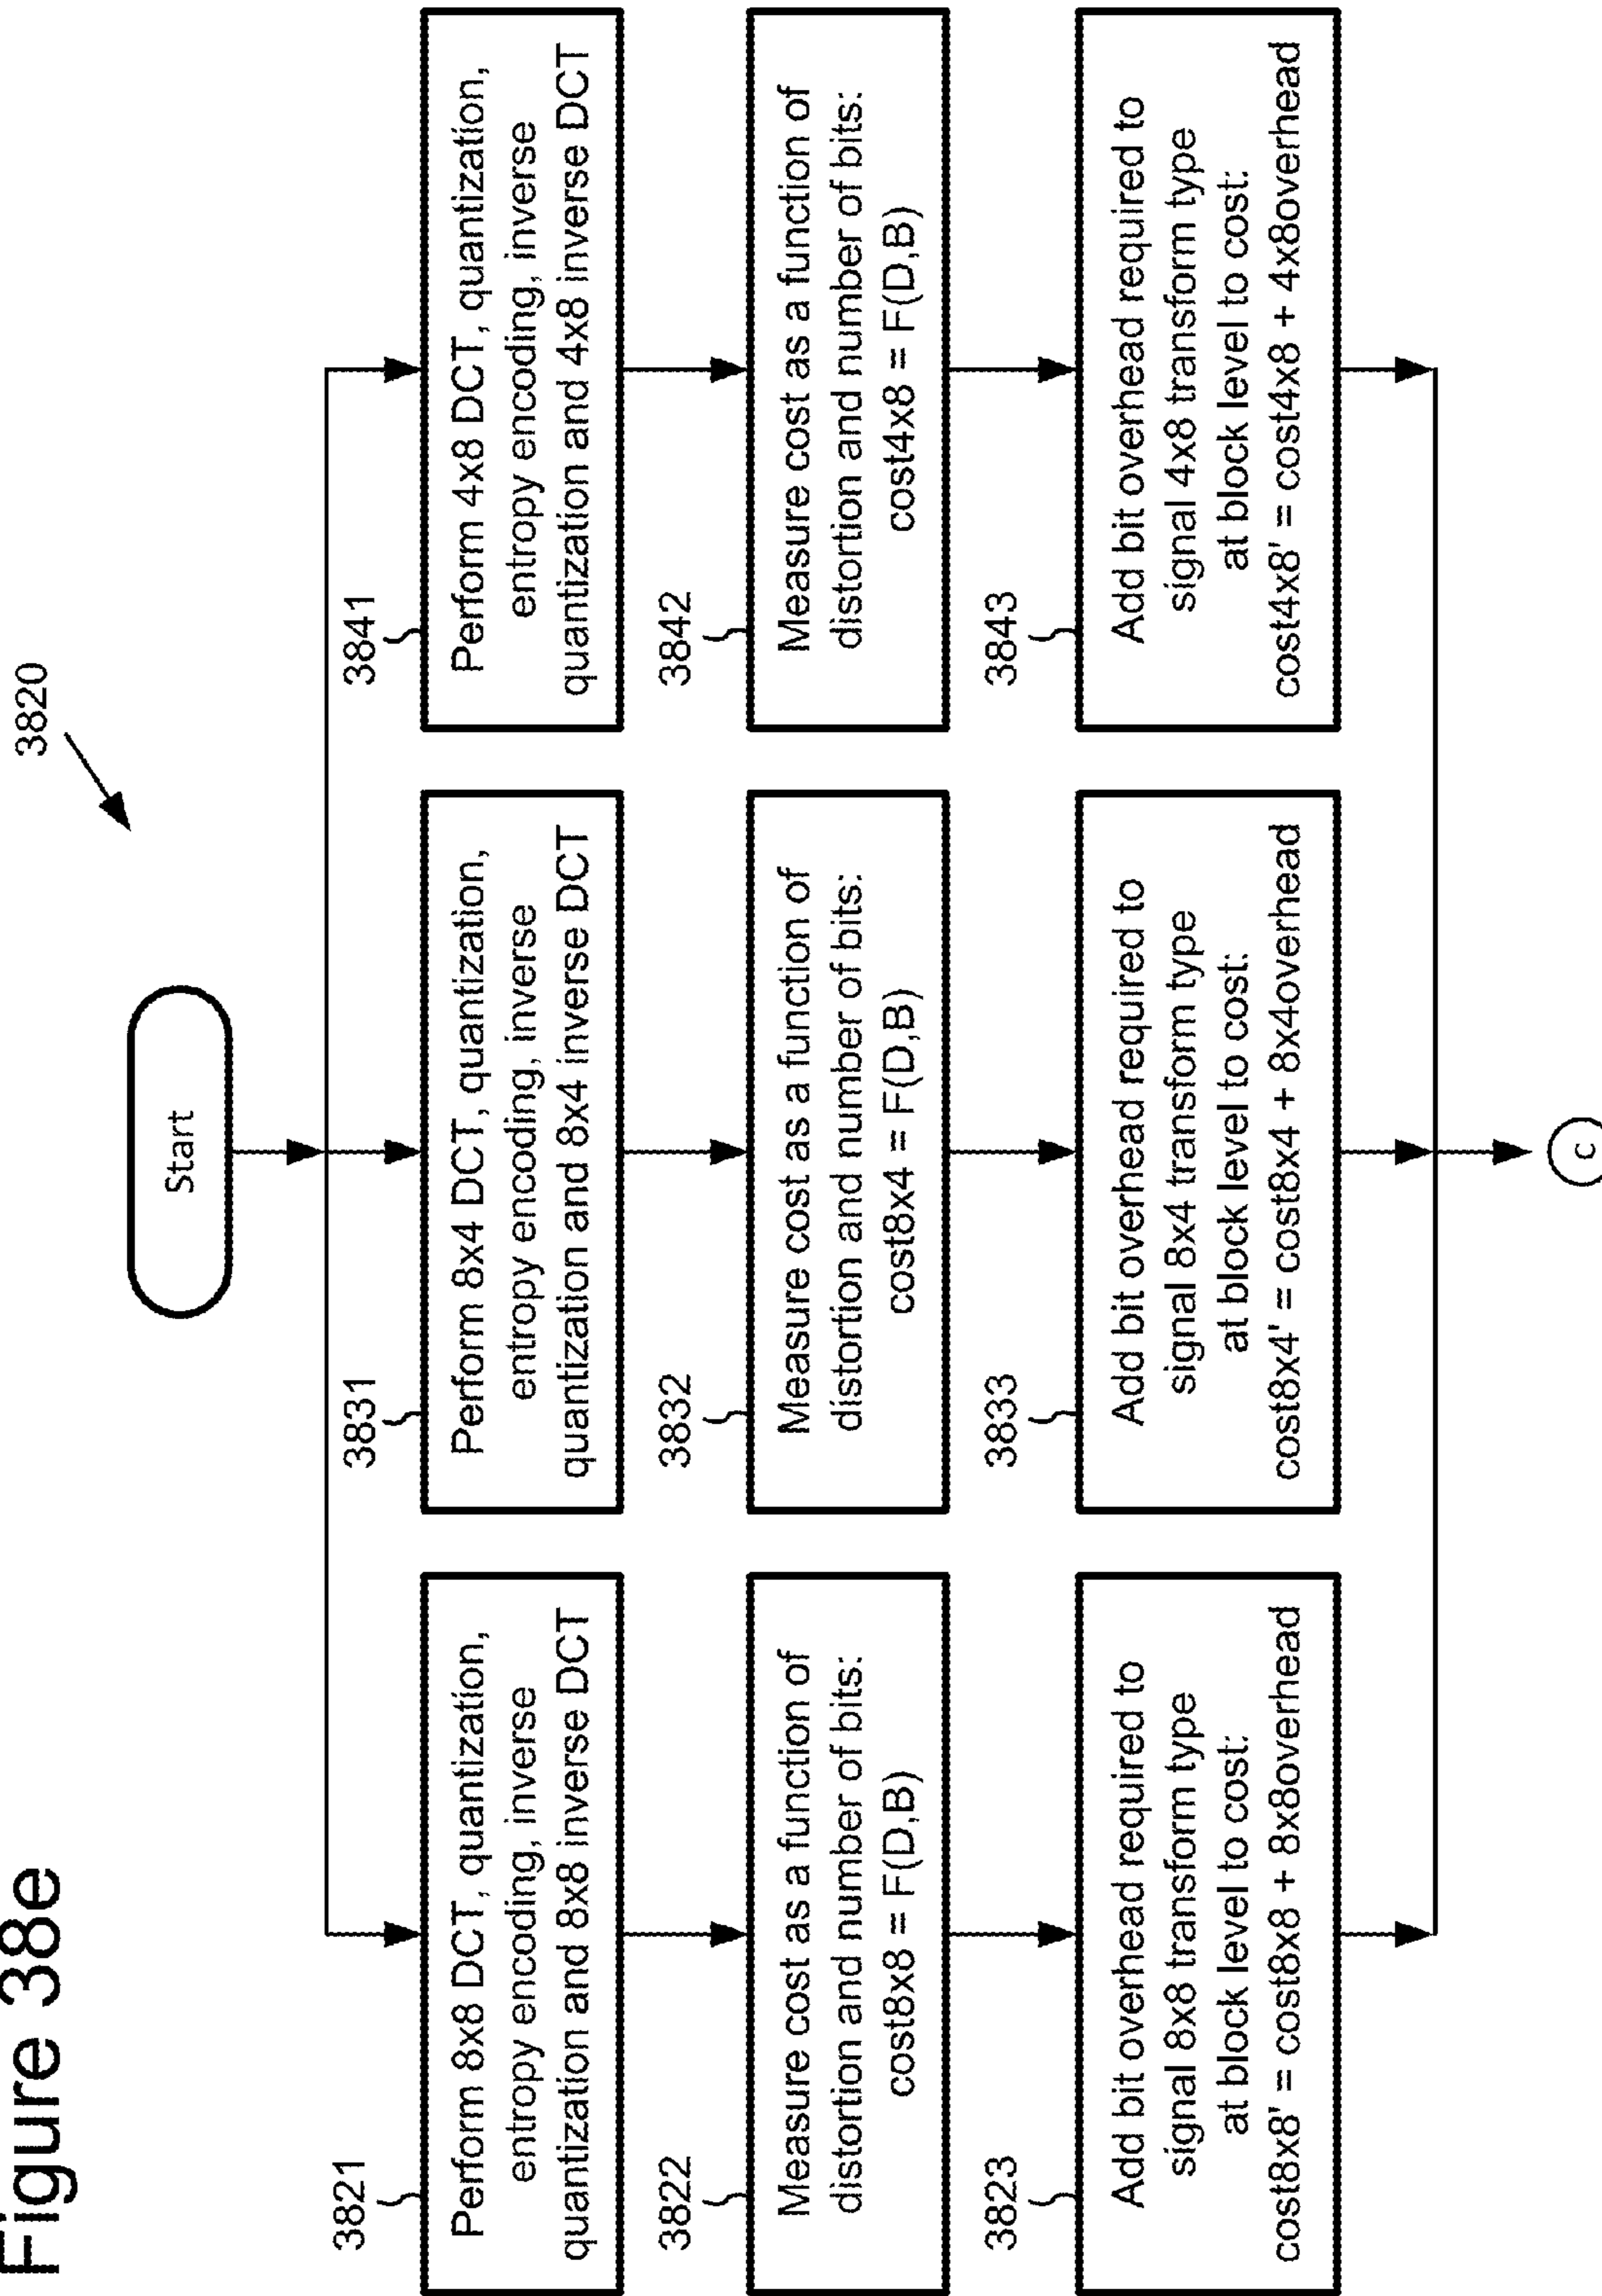 Figure 38e
3820
Start
3821
Perform 8x8 DCT, quantization,
entropy encoding, inverse
quantization and 8x8 inverse DCT
3822
Measure cost as a function of
distortion and number of bits:
cost8x8 = F(D,B)
3823
Add bit overhead required to
signal 8x8 transform type
at block level to cost:
cost8x8' = cost8x8 + 8x8overhead
3831
Perform 8x4 DCT, quantization,
entropy encoding, inverse
quantization and 8x4 inverse DCT
3832
Measure cost as a function of
distortion and number of bits:
cost8x4 = F(D,B)
3833
Add bit overhead required to
signal 8x4 transform type
at block level to cost:
cost8x4' = cost8x4 + 8x4overhead
3841
Perform 4x8 DCT, quantization,
entropy encoding, inverse
quantization and 4x8 inverse DCT
3842
Measure cost as a function of
distortion and number of bits:
cost4x8 = F(D,B)
3843
Add bit overhead required to
signal 4x8 transform type
at block level to cost:
cost4x8' = cost4x8 + 4x8overhead
c